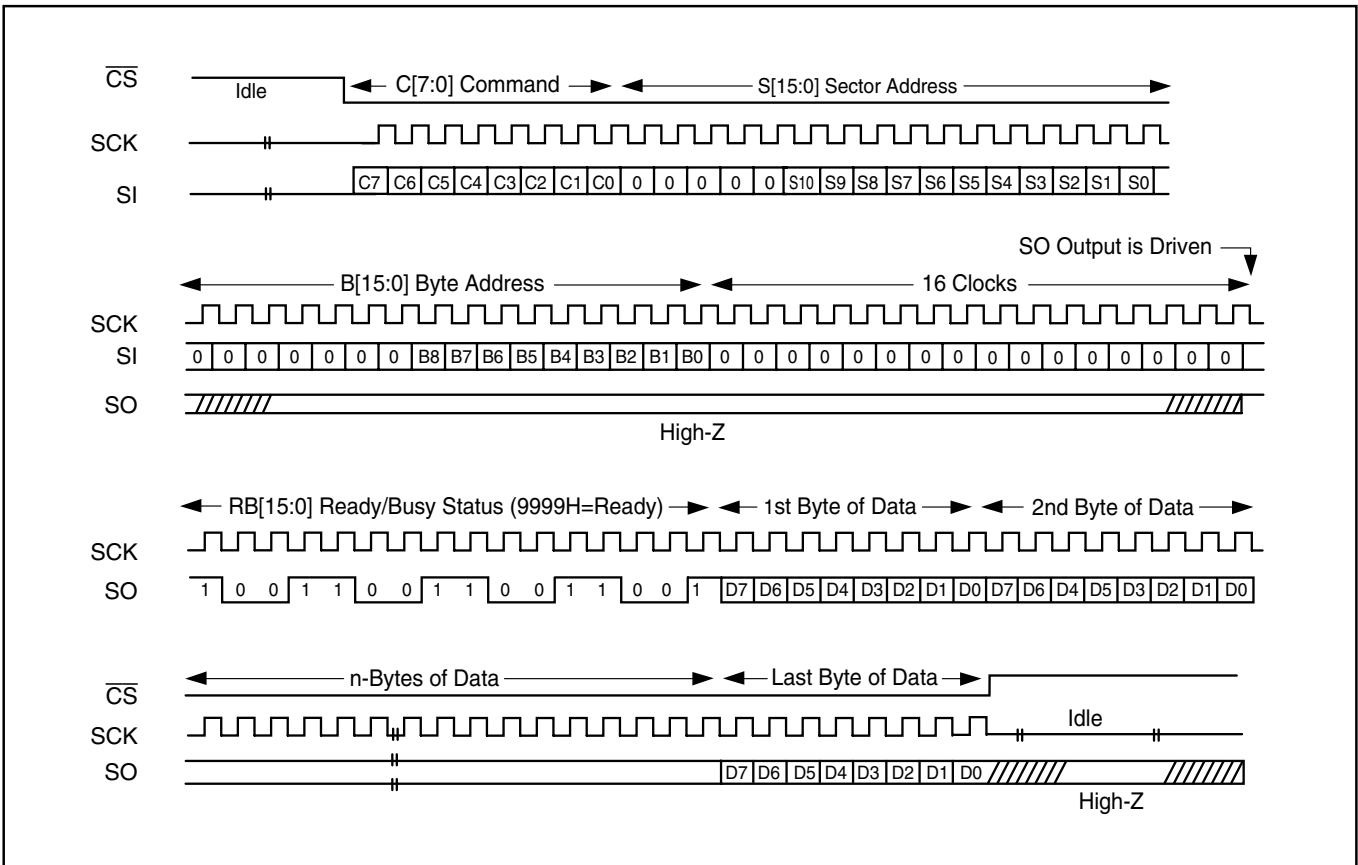 CS Idle C[7:0] Command S[15:0] Sector Address
SCK
SI C7 C6 C5 C4 C3 C2 C1 C0 0 0 0 0 0 S10 S9 S8 S7 S6 S5 S4 S3 S2 S1 S0
SO Output is Driven
B[15:0] Byte Address 16 Clocks
SCK
SI 0 0 0 0 0 0 0 B8 B7 B6 B5 B4 B3 B2 B1 B0 0 0 0 0 0 0 0 0 0 0 0 0 0 0 0 0
SO
High-Z
RB[15:0] Ready/Busy Status (9999H=Ready) 1st Byte of Data 2nd Byte of Data
SCK
SO 1 0 0 1 1 0 0 1 1 0 0 1 1 0 0 1 D7 D6 D5 D4 D3 D2 D1 D0 D7 D6 D4 D5 D3 D2 D1 D0
n-Bytes of Data Last Byte of Data
CS
SCK Idle
SO D7 D6 D5 D4 D3 D2 D1 D0
High-Z